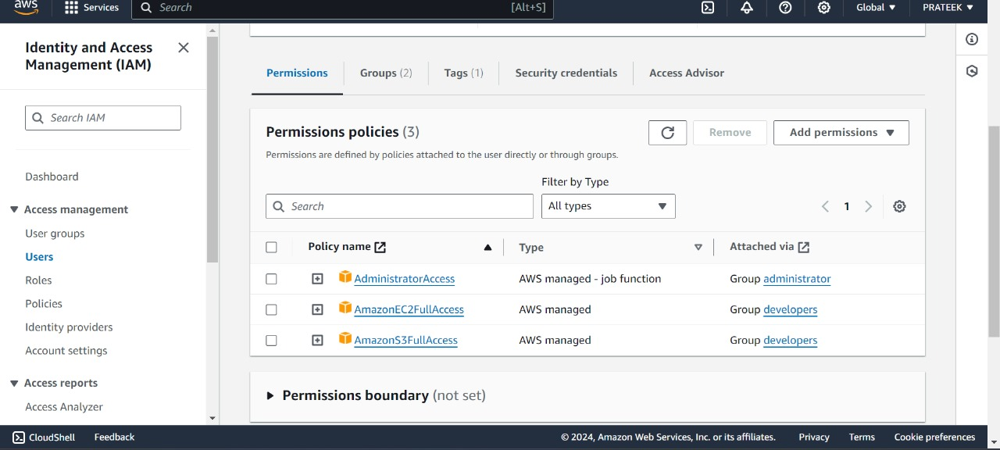 aws Services Search [Alt+S] Global PRATEEK
Identity and Access
Management (IAM)
Search IAM
Dashboard
Access management
User groups
Users
Roles
Policies
Identity providers
Account settings
Access reports
Access Analyzer
Permissions Groups (2) Tags (1) Security credentials Access Advisor
Permissions policies (3) Remove Add permissions
Permissions are defined by policies attached to the user directly or through groups.
Filter by Type
Search All types 1
Policy name Type Attached via
AdministratorAccess AWS managed - job function Group administrator
AmazonEC2FullAccess AWS managed Group developers
AmazonS3FullAccess AWS managed Group developers
Permissions boundary (not set)
CloudShell Feedback © 2024, Amazon Web Services, Inc. or its affiliates. Privacy Terms Cookie preferences